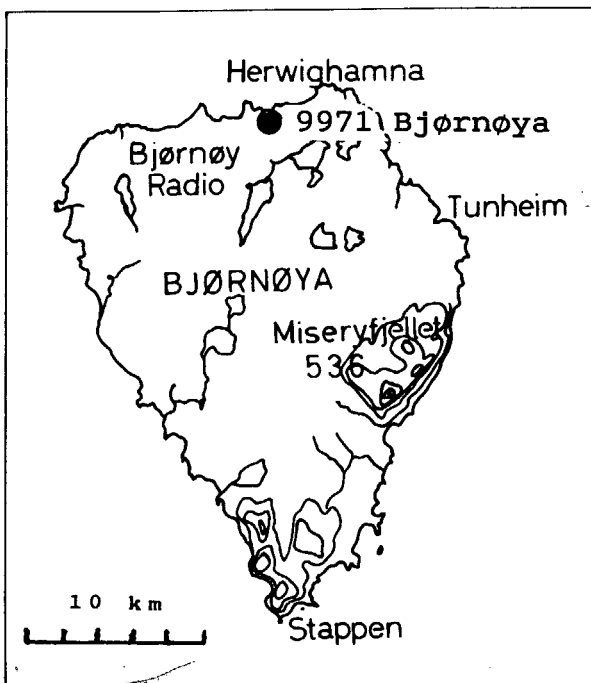 Herwighamna
9971 Bjørnøya
Bjørnøy
Radio
Tunheim
BJØRNØYA
Miseryfjellet
536
10 km
Stappen